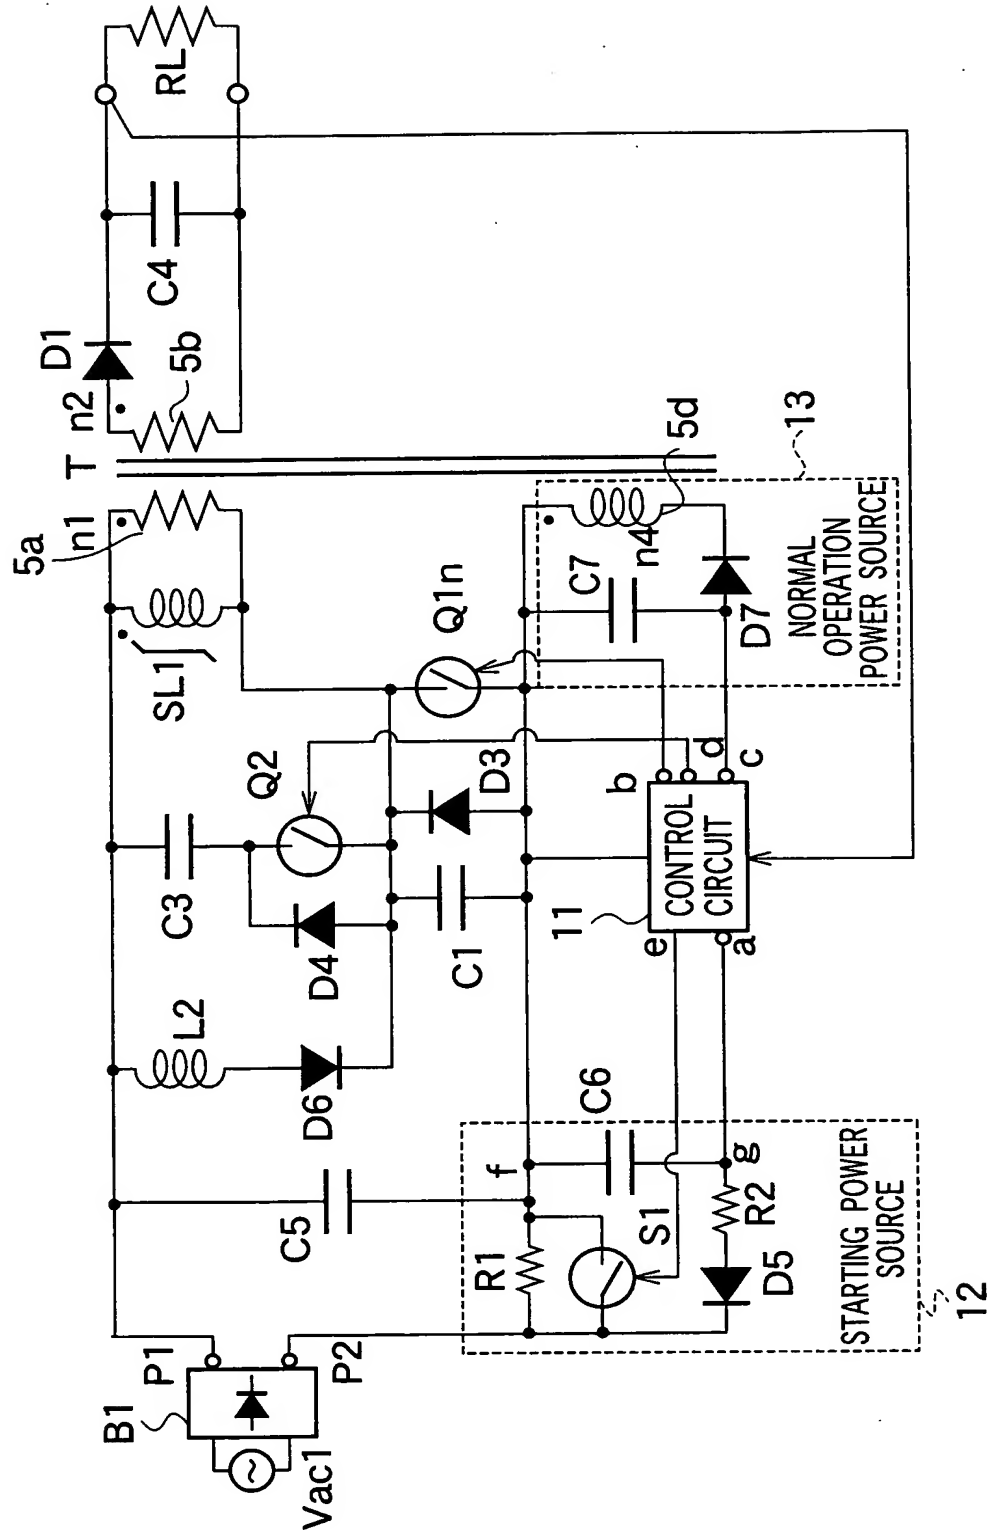 Vac1
~
B1
P1
P2
C5
R1
S1
f
C6
g
R2
D5
STARTING POWER
SOURCE
12
L2
D6
C3
D4
Q2
C1
D3
11
CONTROL
CIRCUIT
e
a
b
d
c
SL1
5a
n1
T
Q1n
C7
n4
5d
D7
NORMAL
OPERATION
POWER SOURCE
13
n2
D1
5b
C4
RL